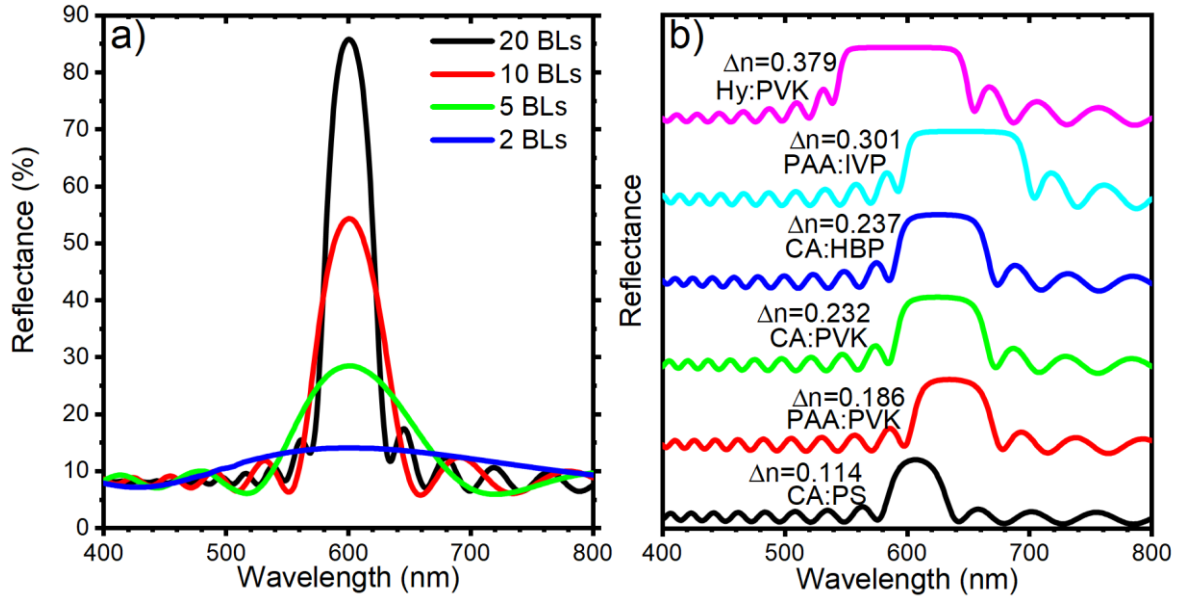 a)
20 BLs
10 BLs
5 BLs
2 BLs
90
80
70
60
50
40
30
20
10
0
Reflectance (%)
400
500
600
700
800
Wavelength (nm)
b)
Δn=0.379
Hy:PVK
Δn=0.301
PAA:IVP
Δn=0.237
CA:HBP
Δn=0.232
CA:PVK
Δn=0.186
PAA:PVK
Δn=0.114
CA:PS
Reflectance
400
500
600
700
800
Wavelength (nm)